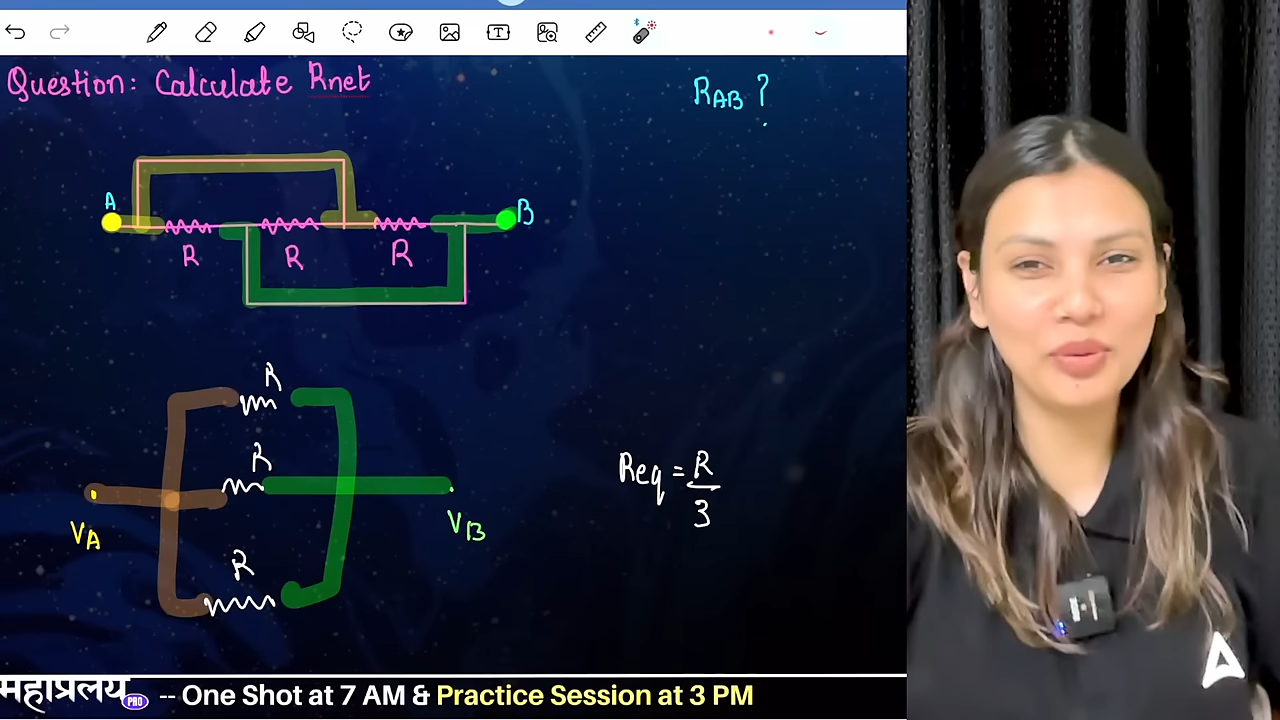 Question: Calculate Rnet
RAB ?
A
B
R R R
R
R
R
VA
VB
Req = R/3
महाप्रलय PRO -- One Shot at 7 AM & Practice Session at 3 PM